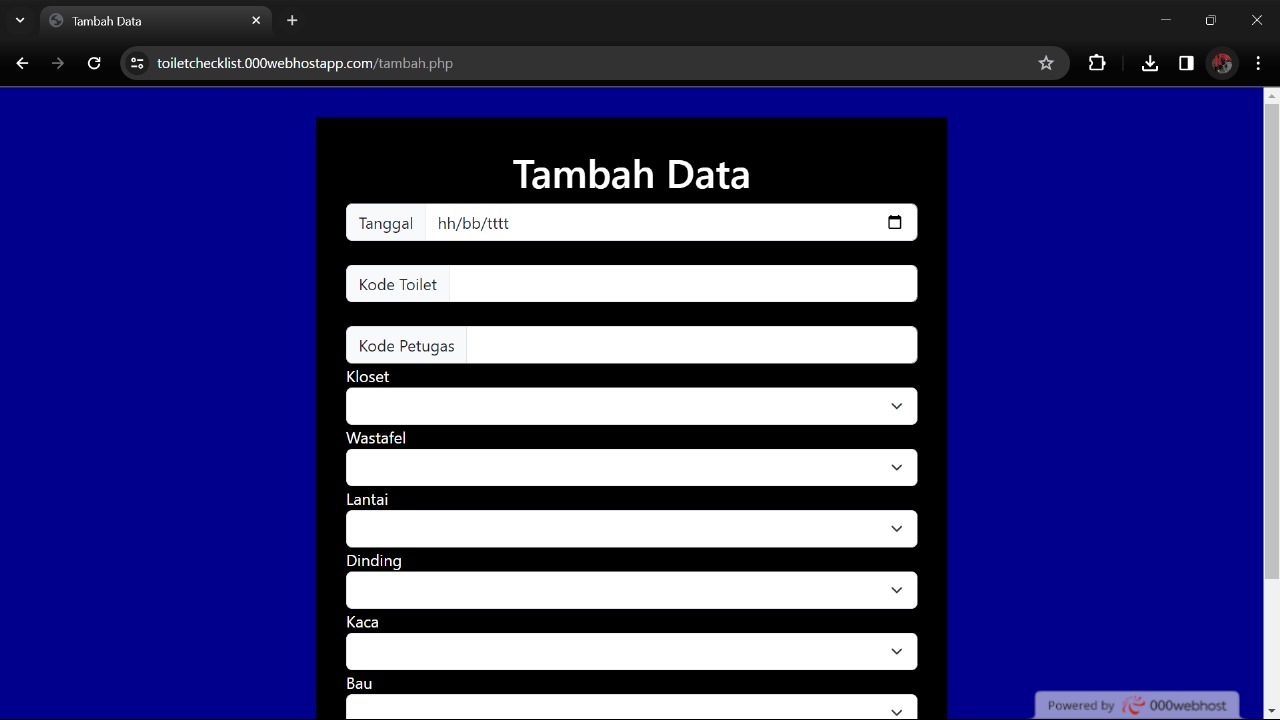 Tambah Data
toiletchecklist.000webhostapp.com/tambah.php
Tambah Data
Tanggal hh/bb/tttt
Kode Toilet
Kode Petugas
Kloset
Wastafel
Lantai
Dinding
Kaca
Bau
Powered by 000webhost